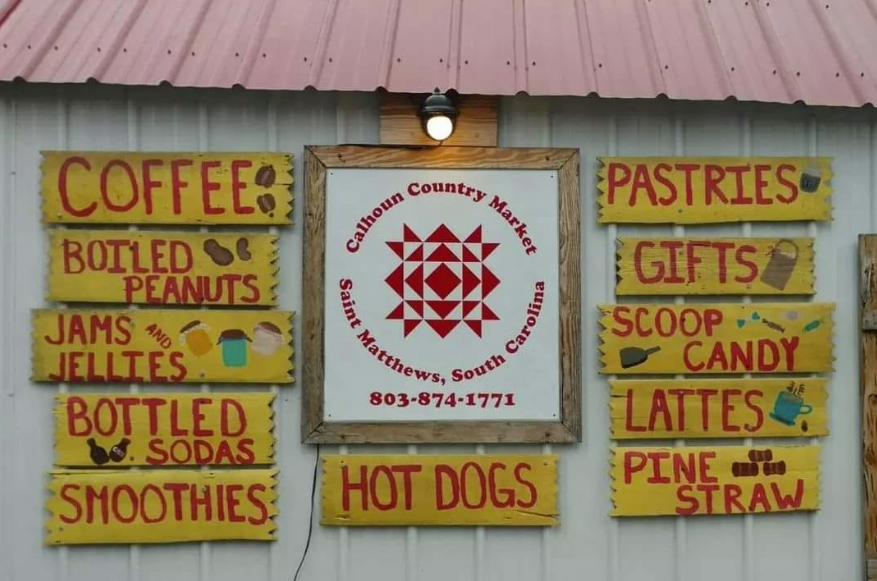 COFFEE
BOILED
PEANUTS
JAMS AND
JELLIES
BOTTLED
SODAS
SMOOTHIES
Calhoun Country Market
Saint Matthews, South Carolina
803-874-1771
HOT DOGS
PASTRIES
GIFTS
SCOOP
CANDY
LATTES
PINE
STRAW